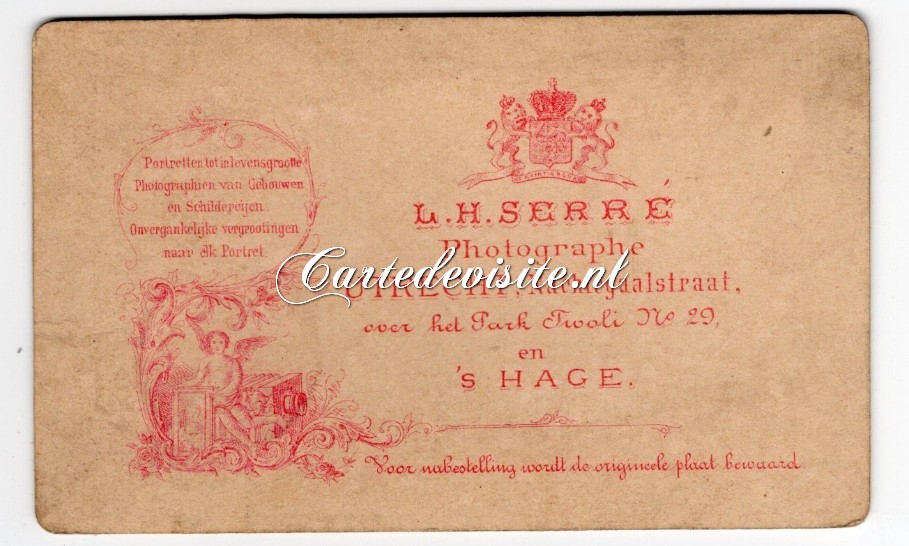 Portretten tot in levensgrootte
Photographien van Gebouwen
en Schilderijen.
Onvergankelijke vergrootingen
naar elk Portret.
L.H. SERRÉ
Photographe
Cartedevisite.nl
UTRECHT,
over het Park Tivoli No 29,
en
's HAGE.
Voor nabestelling wordt de origineele plaat bewaard